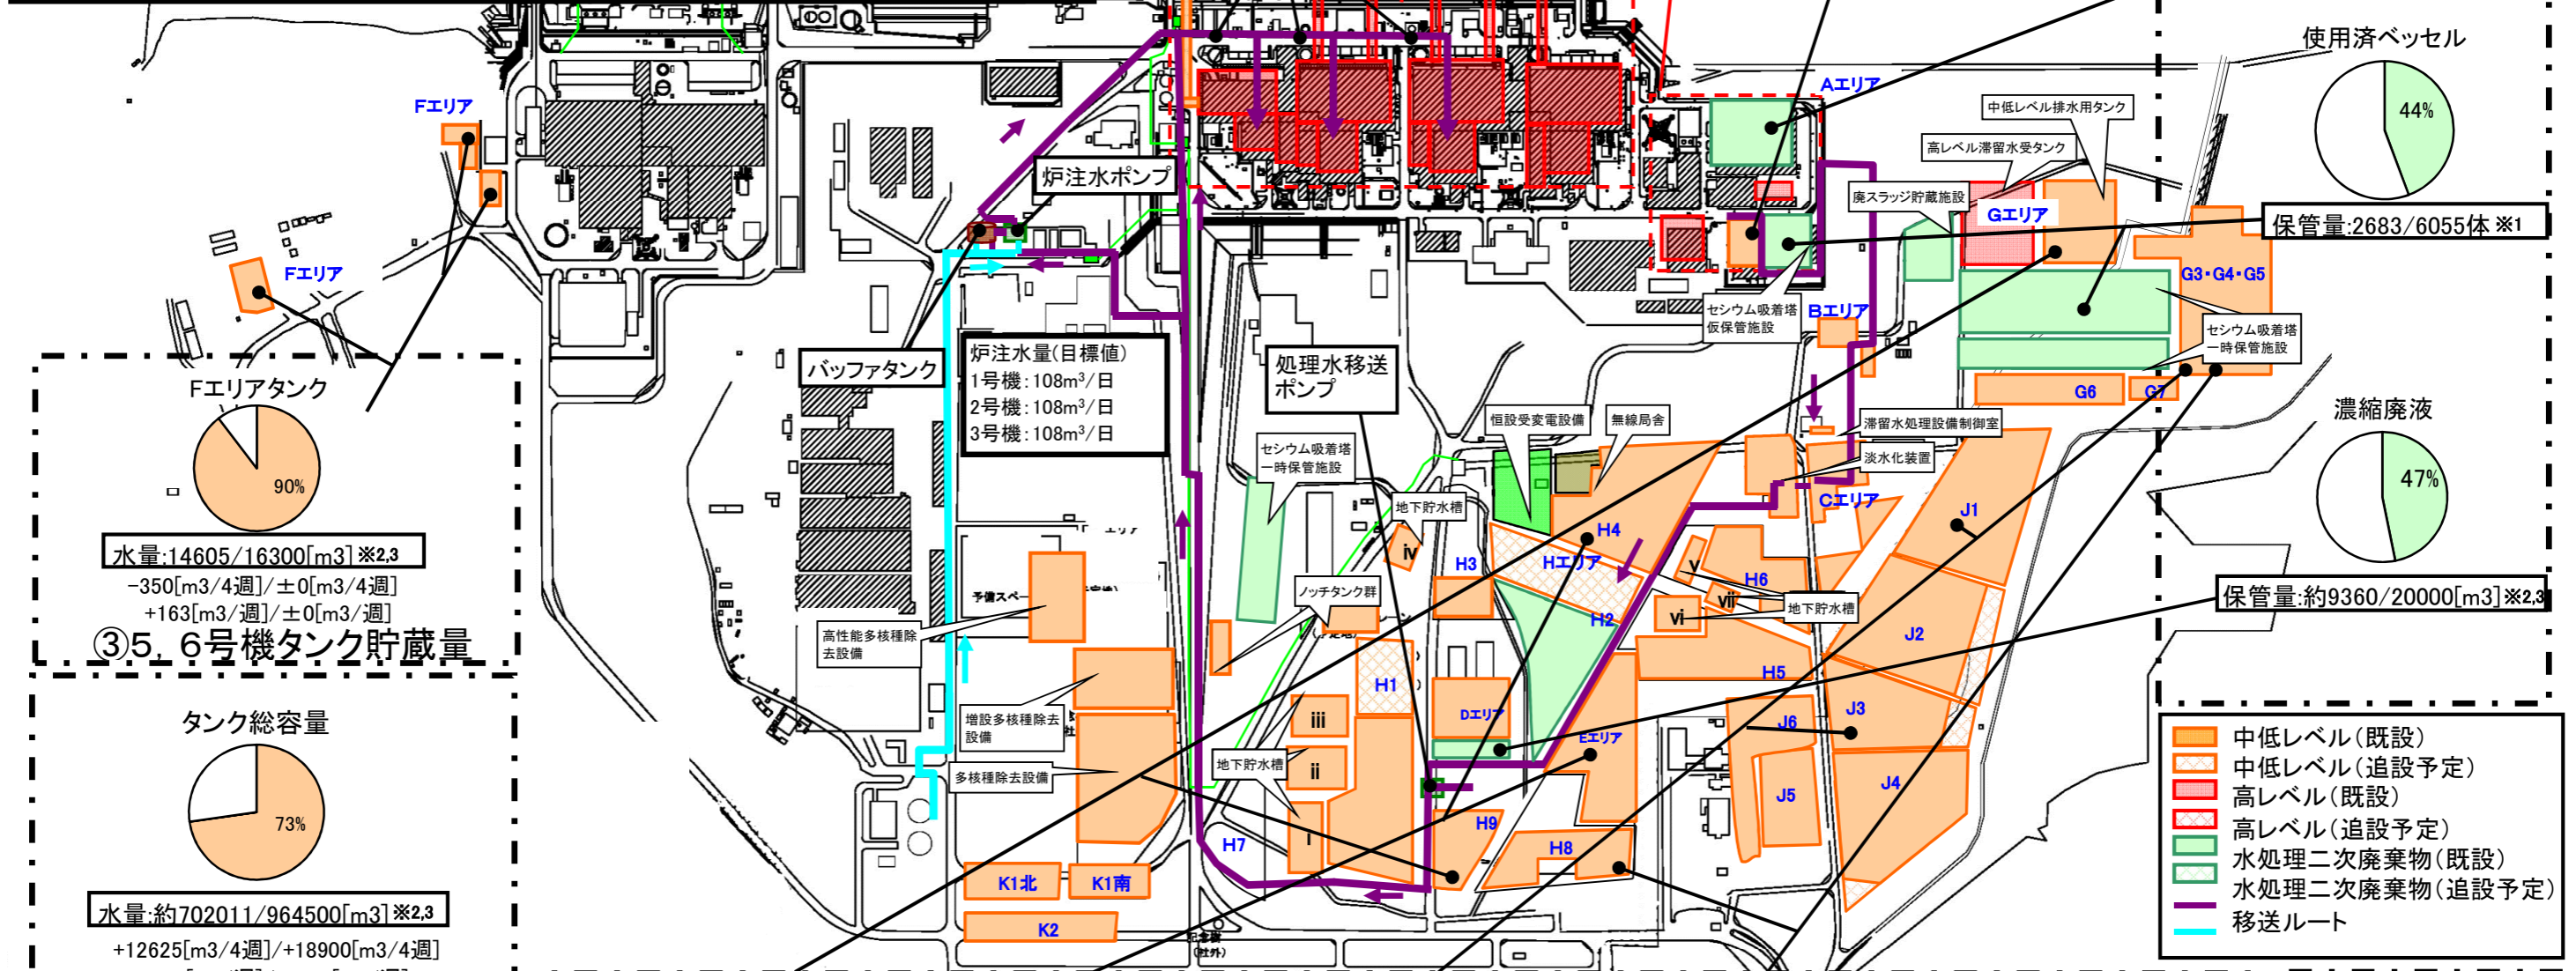 使用済ベッセル
44%
保管量:2683/6055体 ※1
濃縮廃液
47%
保管量:約9360/20000[m3]※2,3
Aエリア
中低レベル排水用タンク
高レベル滞留水受タンク
廃スラッジ貯蔵施設
Gエリア
G3・G4・G5
セシウム吸着塔
仮保管施設
Bエリア
セシウム吸着塔
一時保管施設
G6
G7
Fエリア
Fエリア
炉注水ポンプ
バッファタンク
炉注水量(目標値)
1号機:108m³/日
2号機:108m³/日
3号機:108m³/日
処理水移送
ポンプ
恒設受変電設備
無線局舎
滞留水処理設備制御室
淡水化装置
Cエリア
セシウム吸着塔
一時保管施設
地下貯水槽
iv
H3
H4
Hエリア
H2
v
H6
vii
vi
地下貯水槽
J1
J2
H5
J3
J6
J4
J5
ノッチタンク群
H1
Dエリア
Eエリア
iii
ii
i
地下貯水槽
H7
H9
H8
エリア
予備スペー
高性能多核種除
去設備
増設多核種除去
設備
多核種除去設備
K1北
K1南
K2
(社外)
Fエリアタンク
90%
水量:14605/16300[m3]※2,3
-350[m3/4週]/±0[m3/4週]
+163[m3/週]/±0[m3/週]
③5,6号機タンク貯蔵量
タンク総容量
73%
水量:約702011/964500[m3]※2,3
+12625[m3/4週]/+18900[m3/4週]
中低レベル(既設)
中低レベル(追設予定)
高レベル(既設)
高レベル(追設予定)
水処理二次廃棄物(既設)
水処理二次廃棄物(追設予定)
移送ルート